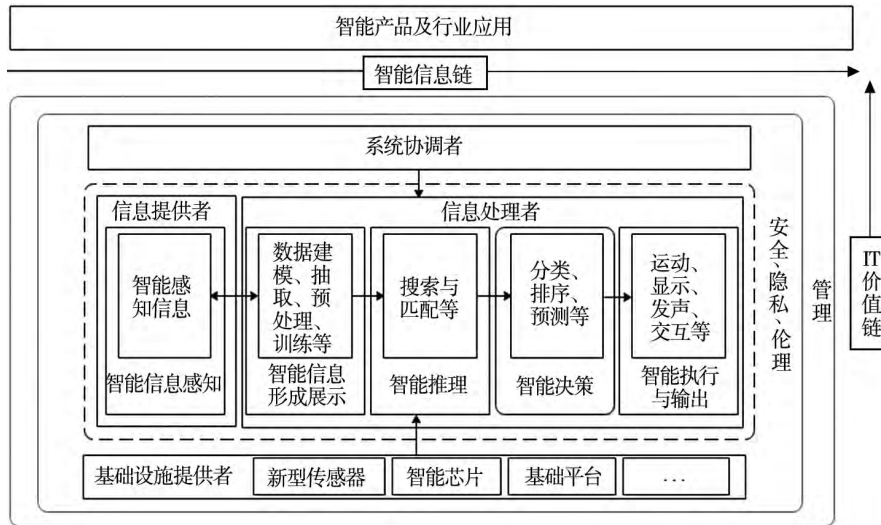 智能产品及行业应用
智能信息链
系统协调者
信息提供者
智能感
知信息
智能信息感知
信息处理者
数据建
模、抽
取、预
处理、
训练等
智能信息
形成展示
搜索与
匹配等
智能推理
分类、
排序、
预测等
智能决策
运动、
显示、
发声、
交互等
智能执行
与输出
安全、隐私、伦理
管理
IT价值链
基础设施提供者
新型传感器
智能芯片
基础平台
...